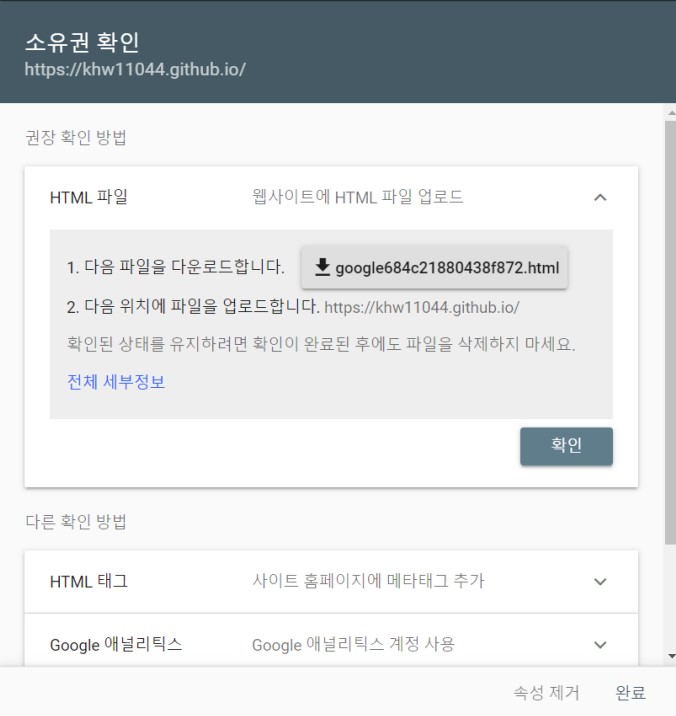 소유권 확인
https://khw11044.github.io/
권장 확인 방법
HTML 파일 웹사이트에 HTML 파일 업로드
1. 다음 파일을 다운로드합니다. google684c21880438f872.html
2. 다음 위치에 파일을 업로드합니다. https://khw11044.github.io/
확인된 상태를 유지하려면 확인이 완료된 후에도 파일을 삭제하지 마세요.
전체 세부정보
확인
다른 확인 방법
HTML 태그 사이트 홈페이지에 메타태그 추가
Google 애널리틱스 Google 애널리틱스 계정 사용
속성 제거 완료